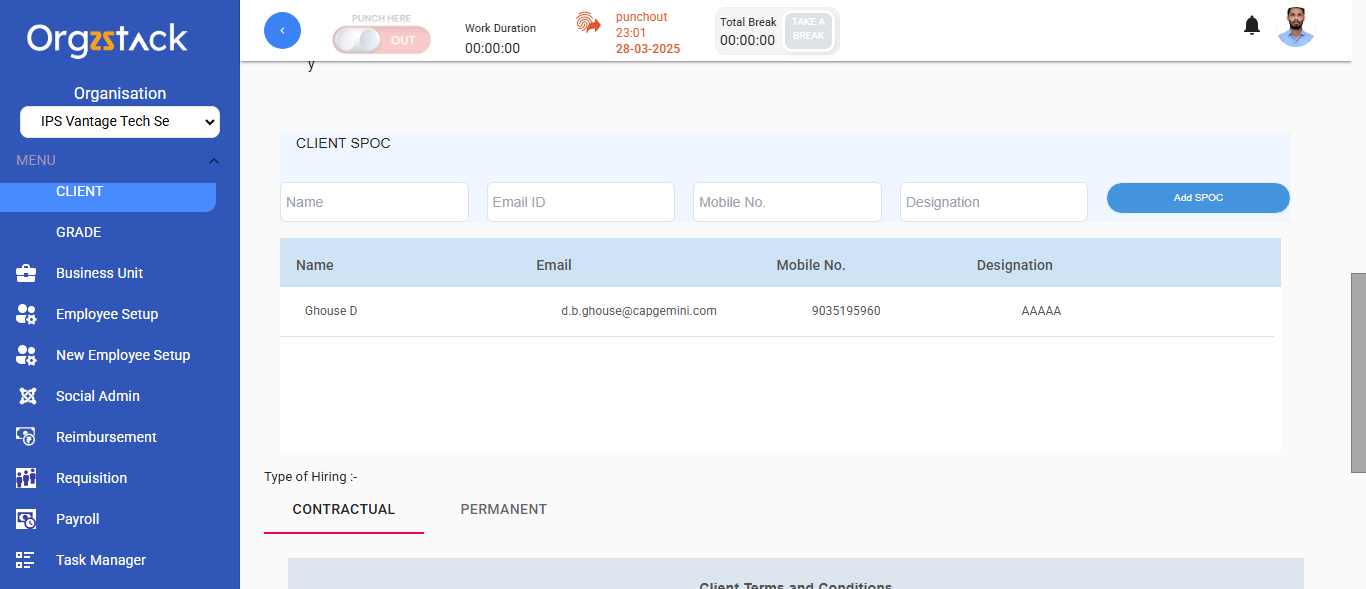 Orgzstack
Organisation
IPS Vantage Tech Se
MENU
CLIENT
GRADE
Business Unit
Employee Setup
New Employee Setup
Social Admin
Reimbursement
Requisition
Payroll
Task Manager
PUNCH HERE
OUT
Work Duration
00:00:00
punchout
23:01
28-03-2025
Total Break
00:00:00
TAKE A
BREAK
y
CLIENT SPOC
Name
Email ID
Mobile No.
Designation
Add SPOC
Name Email Mobile No. Designation
Ghouse D d.b.ghouse@capgemini.com 9035195960 AAAAA
Type of Hiring :-
CONTRACTUAL PERMANENT
Client Terms and Conditions